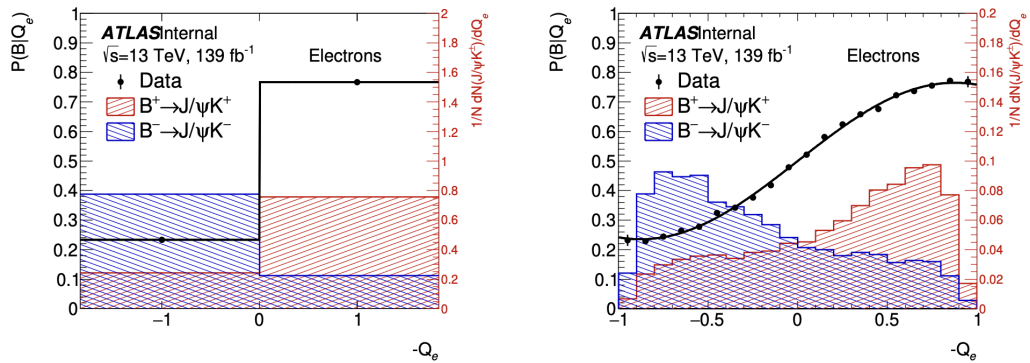 P(B|Q_e)
1
0.9
0.8
0.7
0.6
0.5
0.4
0.3
0.2
0.1
0
ATLAS Internal
√s=13 TeV, 139 fb⁻¹
Electrons
Data
B⁺→J/ψK⁺
B⁻→J/ψK⁻
2
1.8
1.6
1.4
1.2
1
0.8
0.6
0.4
0.2
0
1/N dN(J/ψK±)/dQ_e
−1 0 1
-Q_e
P(B|Q_e)
1
0.9
0.8
0.7
0.6
0.5
0.4
0.3
0.2
0.1
0
ATLAS Internal
√s=13 TeV, 139 fb⁻¹
Electrons
Data
B⁺→J/ψK⁺
B⁻→J/ψK⁻
0.2
0.18
0.16
0.14
0.12
0.1
0.08
0.06
0.04
0.02
0
1/N dN(J/ψK±)/dQ_e
−1 −0.5 0 0.5 1
-Q_e